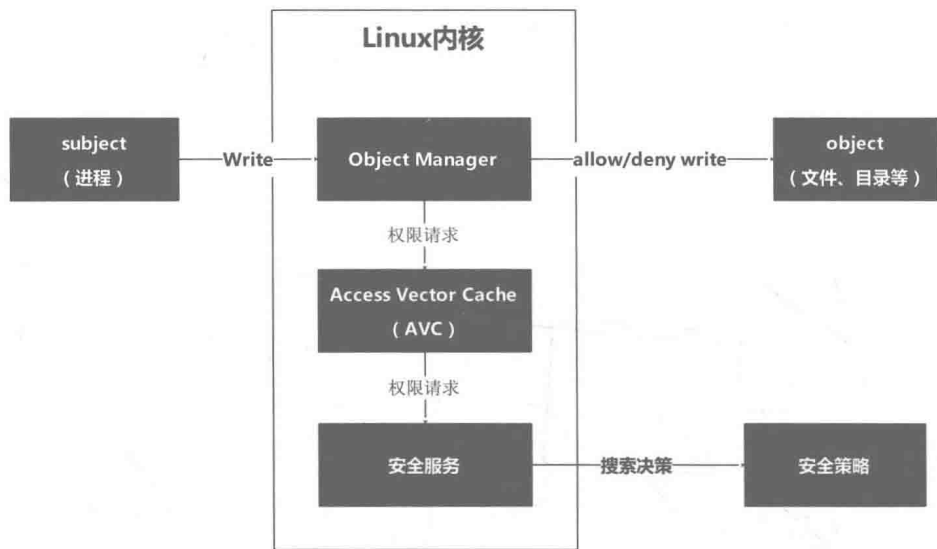 Linux内核
subject
（进程）
Write
Object Manager
allow/deny write
object
（文件、目录等）
权限请求
Access Vector Cache
（AVC）
权限请求
安全服务
搜索决策
安全策略